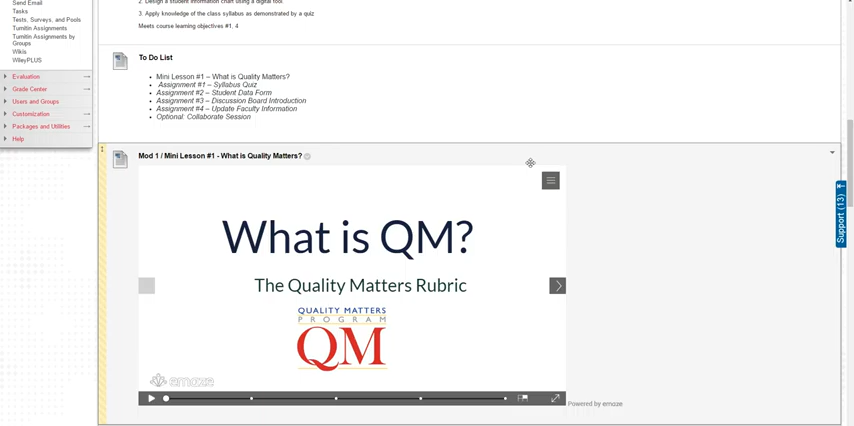 Send Email
Tasks
Tests, Surveys, and Pools
Turnitin Assignments
Turnitin Assignments by
Groups
Wikis
WileyPLUS
Evaluation
Grade Center
Users and Groups
Customization
Packages and Utilities
Help
2. Design a student information chart using a digital tool
3. Apply knowledge of the class syllabus as demonstrated by a quiz
Meets course learning objectives #1, 4
To Do List
Mini Lesson #1 – What is Quality Matters?
Assignment #1 – Syllabus Quiz
Assignment #2 – Student Data Form
Assignment #3 – Discussion Board Introduction
Assignment #4 – Update Faculty Information
Optional: Collaborate Session
1
Mod 1 / Mini Lesson #1 - What is Quality Matters?
What is QM?
The Quality Matters Rubric
QUALITY MATTERS
PROGRAM
QM
emaze
Powered by emaze
Support (13)